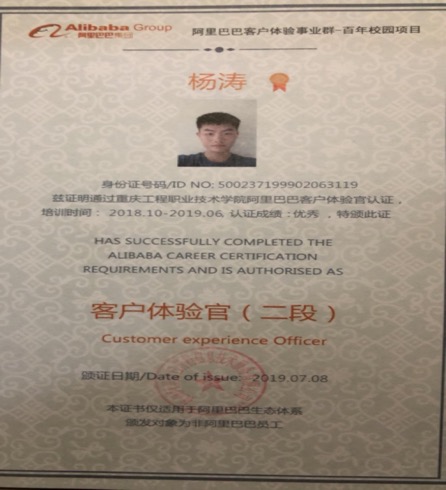 Alibaba Group
阿里巴巴集团
阿里巴巴客户体验事业群-百年校园项目
杨涛
身份证号码/ID NO: 500237199902063119
兹证明通过重庆工程职业技术学院阿里巴巴客户体验官认证，
培训时间： 2018.10-2019.06 认证成绩：优秀 ，特颁此证
HAS SUCCESSFULLY COMPLETED THE
ALIBABA CAREER CERTIFICATION
REQUIREMENTS AND IS AUTHORISED AS
客户体验官（二段）
Customer experience Officer
颁证日期/Date of issue: 2019.07.08
本证书仅适用于阿里巴巴生态体系
颁发对象为非阿里巴巴员工